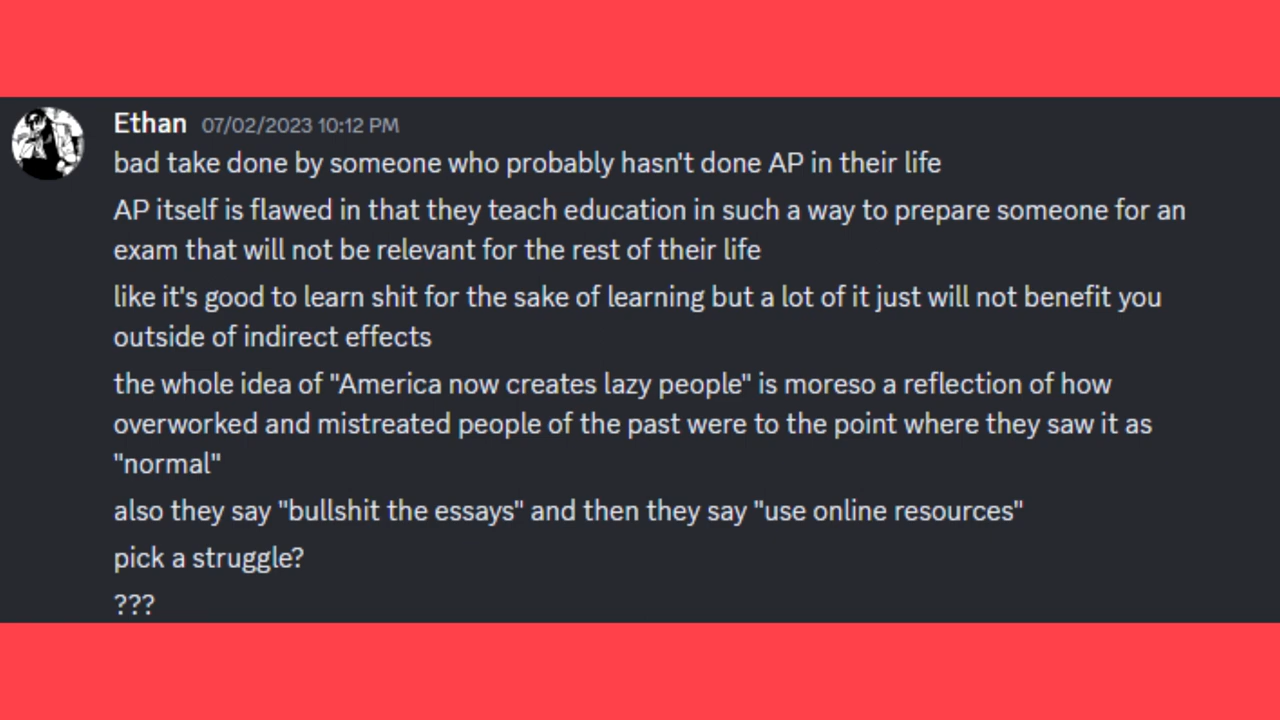 Ethan 07/02/2023 10:12 PM
bad take done by someone who probably hasn't done AP in their life
AP itself is flawed in that they teach education in such a way to prepare someone for an
exam that will not be relevant for the rest of their life
like it's good to learn shit for the sake of learning but a lot of it just will not benefit you
outside of indirect effects
the whole idea of "America now creates lazy people" is moreso a reflection of how
overworked and mistreated people of the past were to the point where they saw it as
"normal"
also they say "bullshit the essays" and then they say "use online resources"
pick a struggle?
???